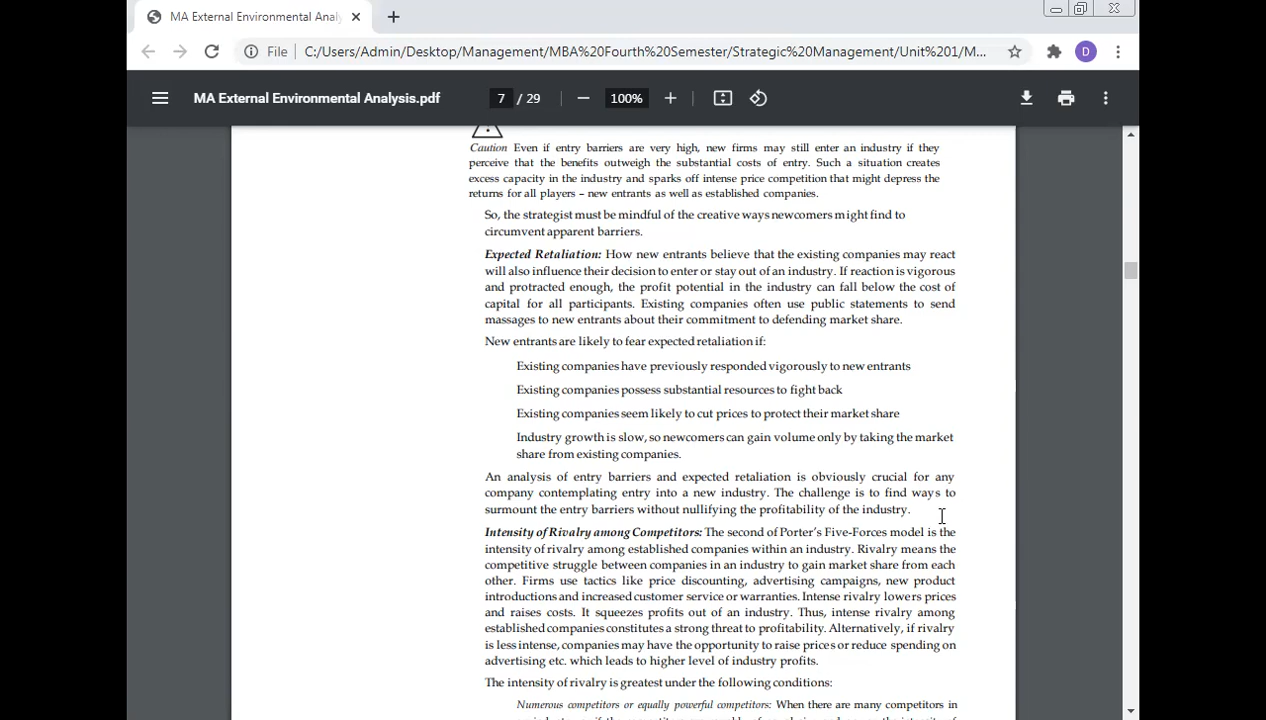 MA External Environmental Analy
File C:/Users/Admin/Desktop/Management/MBA%20Fourth%20Semester/Strategic%20Management/Unit%201/M...
D
MA External Environmental Analysis.pdf 7 / 29 100%
Caution Even if entry barriers are very high, new firms may still enter an industry if they
perceive that the benefits outweigh the substantial costs of entry. Such a situation creates
excess capacity in the industry and sparks off intense price competition that might depress the
returns for all players – new entrants as well as established companies.
So, the strategist must be mindful of the creative ways newcomers might find to
circumvent apparent barriers.
Expected Retaliation: How new entrants believe that the existing companies may react
will also influence their decision to enter or stay out of an industry. If reaction is vigorous
and protracted enough, the profit potential in the industry can fall below the cost of
capital for all participants. Existing companies often use public statements to send
massages to new entrants about their commitment to defending market share.
New entrants are likely to fear expected retaliation if:
Existing companies have previously responded vigorously to new entrants
Existing companies possess substantial resources to fight back
Existing companies seem likely to cut prices to protect their market share
Industry growth is slow, so newcomers can gain volume only by taking the market
share from existing companies.
An analysis of entry barriers and expected retaliation is obviously crucial for any
company contemplating entry into a new industry. The challenge is to find ways to
surmount the entry barriers without nullifying the profitability of the industry.
Intensity of Rivalry among Competitors: The second of Porter's Five-Forces model is the
intensity of rivalry among established companies within an industry. Rivalry means the
competitive struggle between companies in an industry to gain market share from each
other. Firms use tactics like price discounting, advertising campaigns, new product
introductions and increased customer service or warranties. Intense rivalry lowers prices
and raises costs. It squeezes profits out of an industry. Thus, intense rivalry among
established companies constitutes a strong threat to profitability. Alternatively, if rivalry
is less intense, companies may have the opportunity to raise prices or reduce spending on
advertising etc. which leads to higher level of industry profits.
The intensity of rivalry is greatest under the following conditions:
Numerous competitors or equally powerful competitors: When there are many competitors in